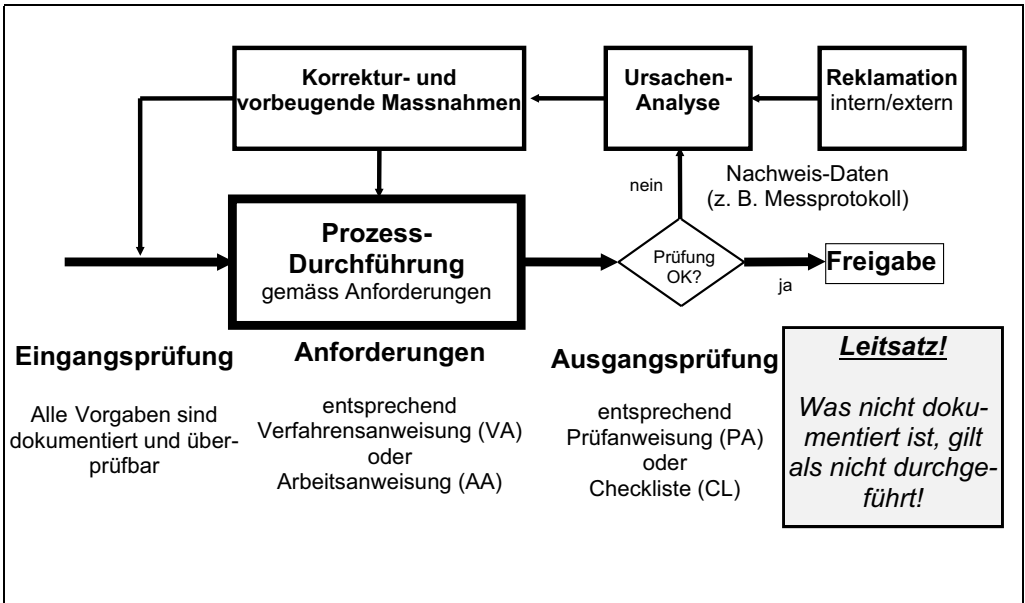 Korrektur- und
vorbeugende Massnahmen
Ursachen-
Analyse
Reklamation
intern/extern
nein
Nachweis-Daten
(z. B. Messprotokoll)
Prozess-
Durchführung
gemäss Anforderungen
Prüfung
OK?
ja
Freigabe
Eingangsprüfung
Alle Vorgaben sind
dokumentiert und über-
prüfbar
Anforderungen
entsprechend
Verfahrensanweisung (VA)
oder
Arbeitsanweisung (AA)
Ausgangsprüfung
entsprechend
Prüfanweisung (PA)
oder
Checkliste (CL)
Leitsatz!
Was nicht doku-
mentiert ist, gilt
als nicht durchge-
führt!